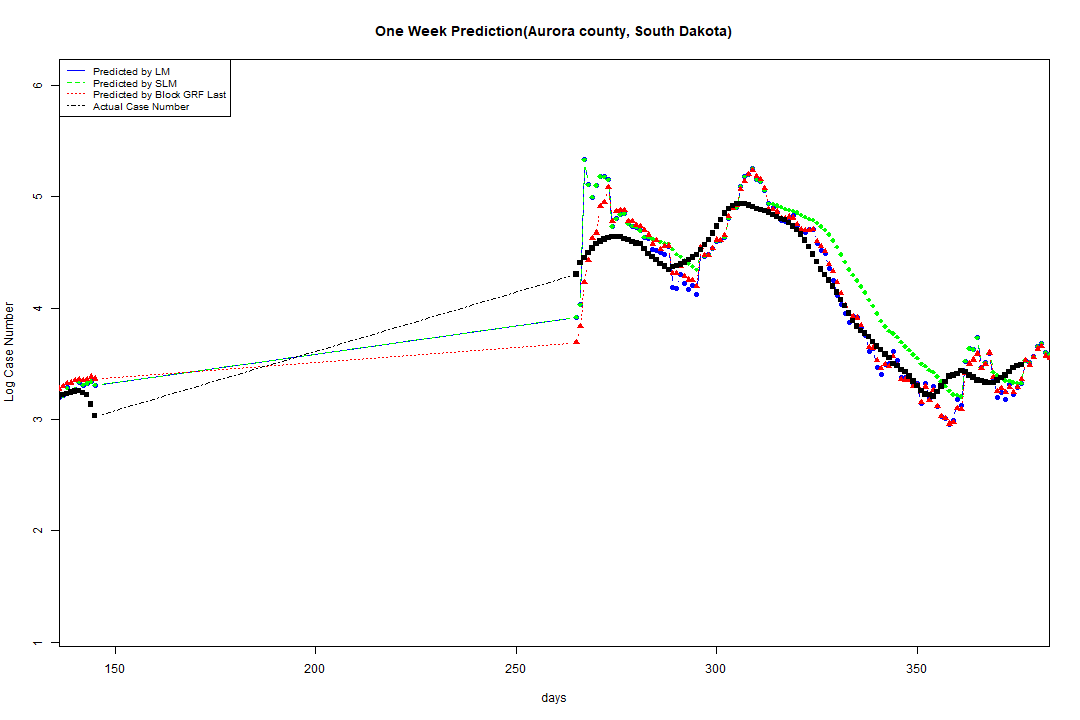 One Week Prediction(Aurora county, South Dakota)
Predicted by LM
Predicted by SLM
Predicted by Block GRF Last
Actual Case Number
6
5
4
3
2
1
Log Case Number
150 200 250 300 350
days